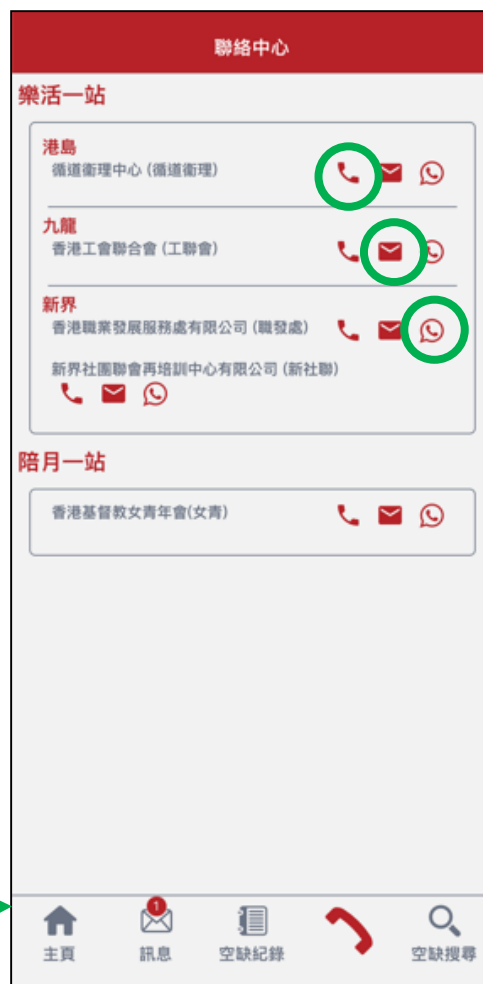 聯絡中心
樂活一站
港島
循道衞理中心 (循道衞理)
九龍
香港工會聯合會 (工聯會)
新界
香港職業發展服務處有限公司 (職發處)
新界社團聯會再培訓中心有限公司 (新社聯)
陪月一站
香港基督教女青年會(女青)
1
主頁 訊息 空缺紀錄 空缺搜尋